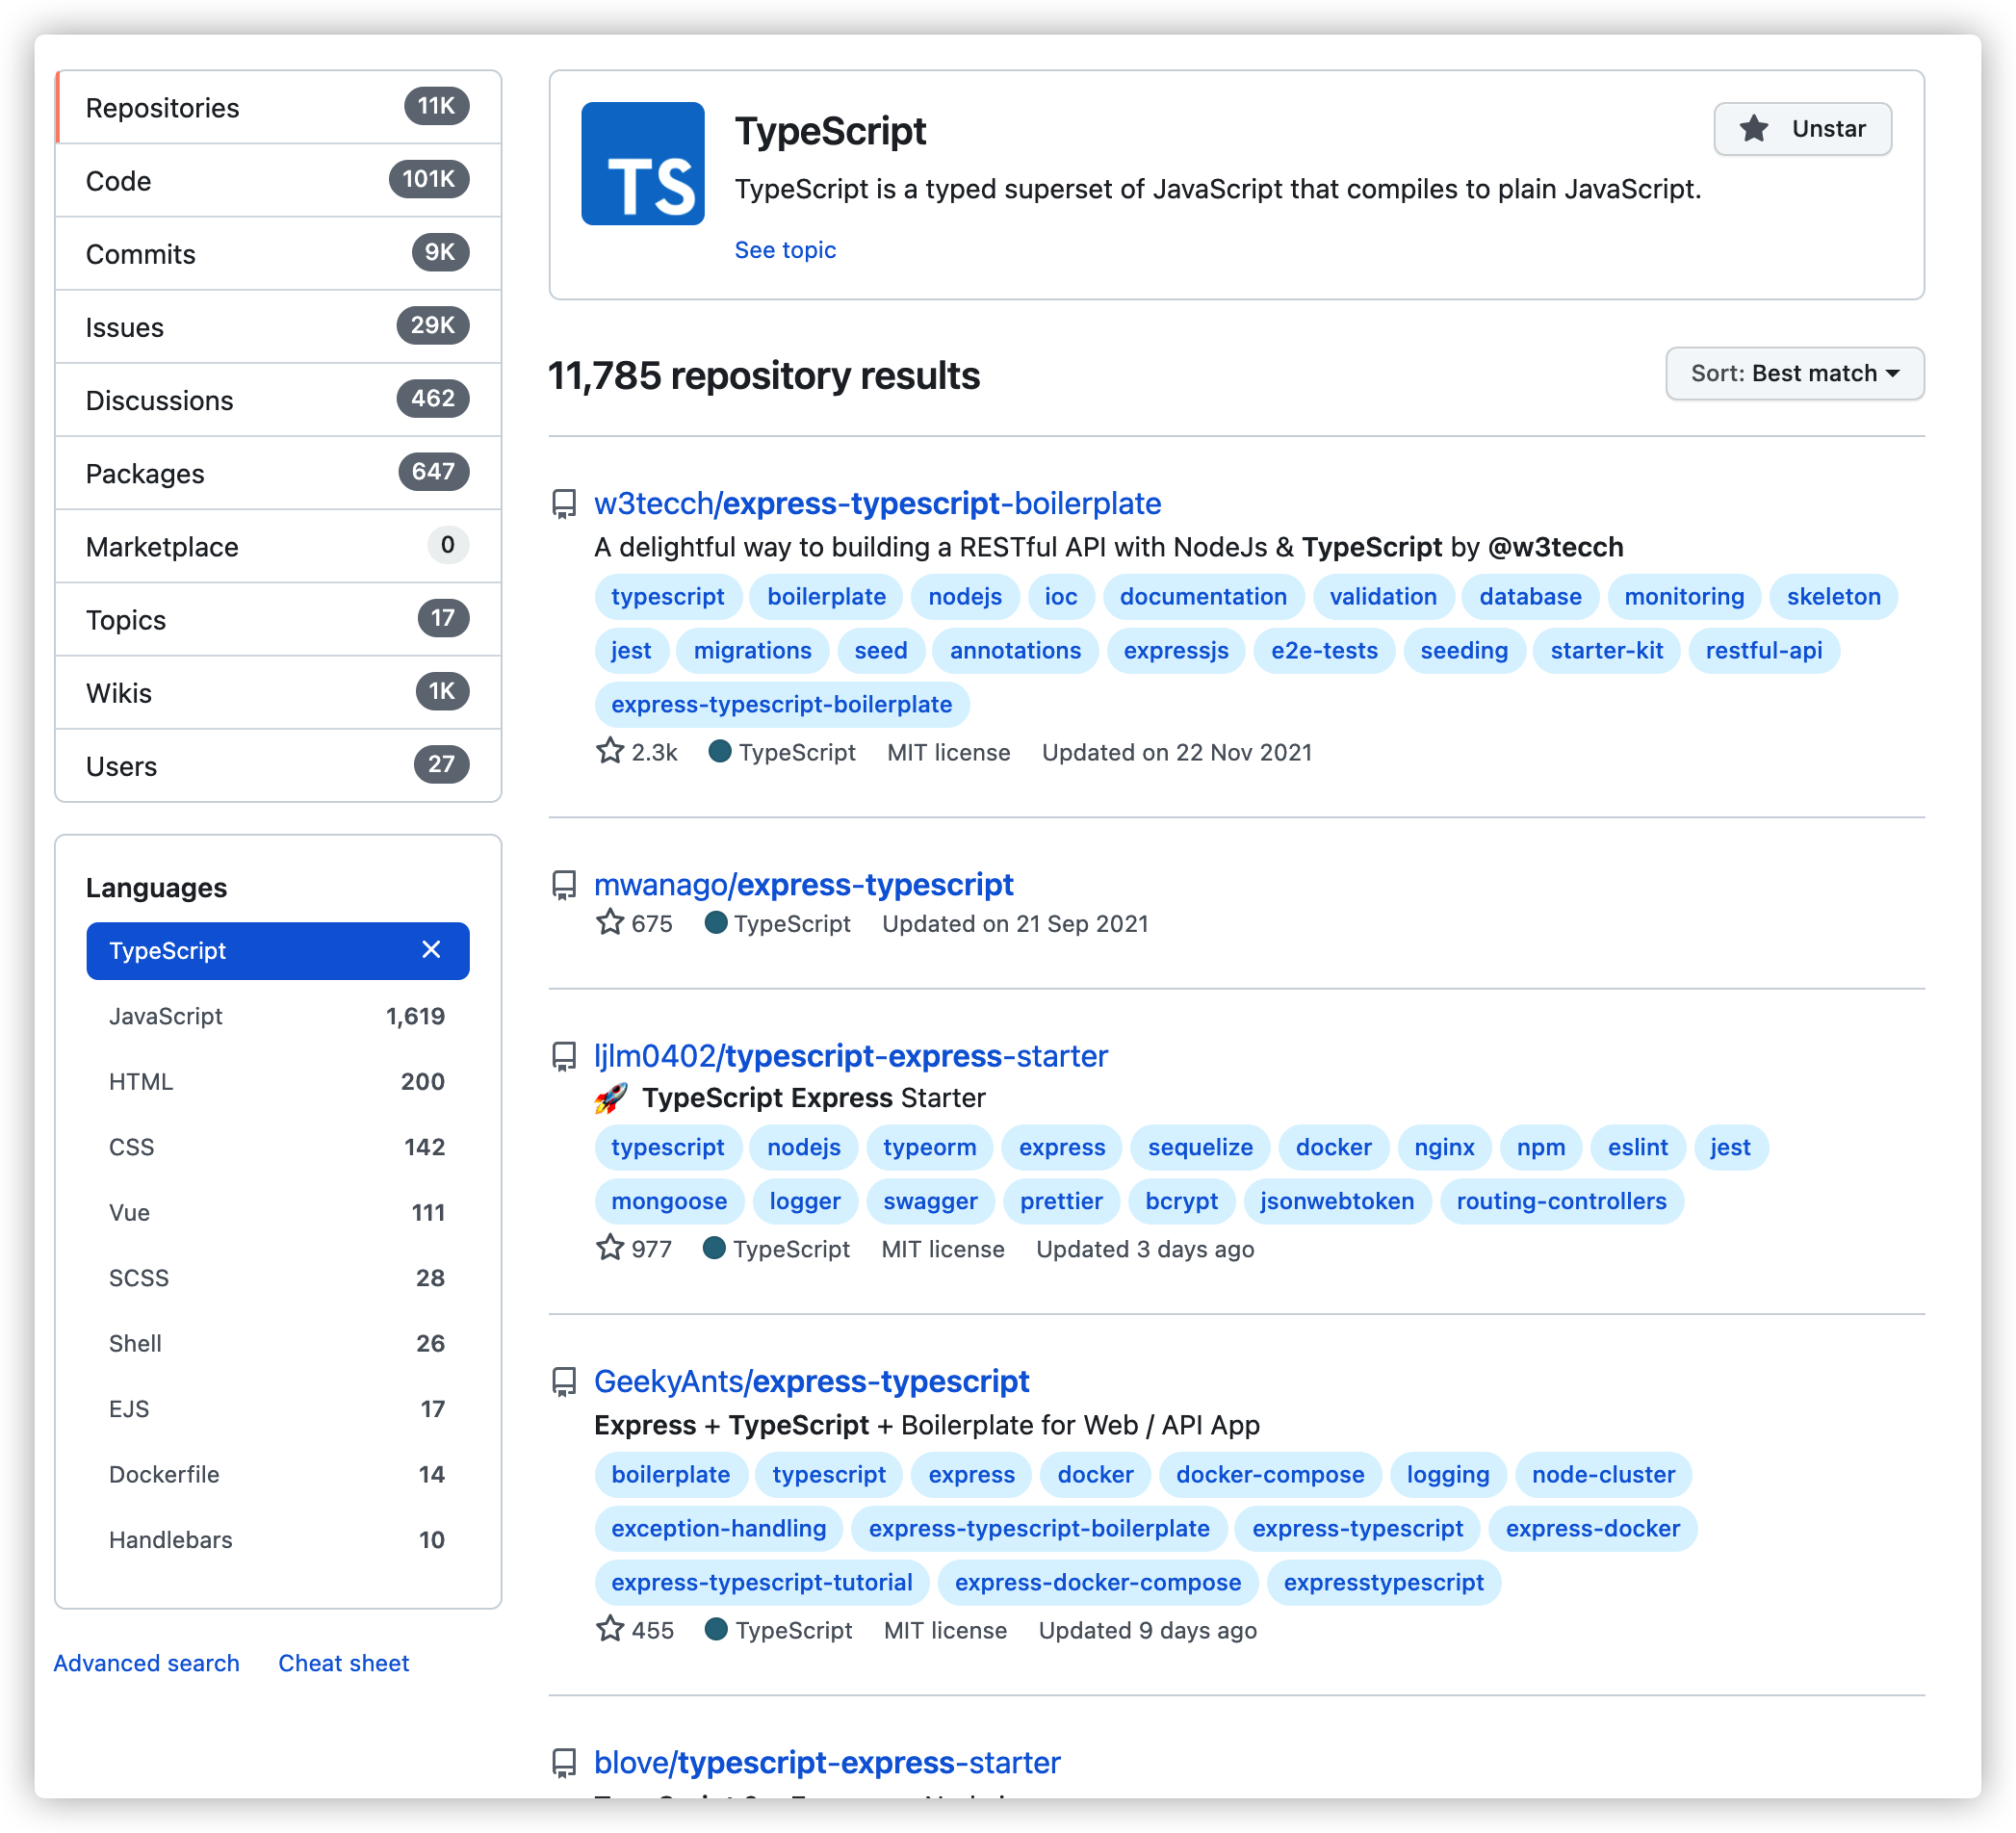 Repositories 11K
Code 101K
Commits 9K
Issues 29K
Discussions 462
Packages 647
Marketplace 0
Topics 17
Wikis 1K
Users 27
Languages
TypeScript
JavaScript 1,619
HTML 200
CSS 142
Vue 111
SCSS 28
Shell 26
EJS 17
Dockerfile 14
Handlebars 10
Advanced search Cheat sheet
TS
TypeScript
Unstar
TypeScript is a typed superset of JavaScript that compiles to plain JavaScript.
See topic
11,785 repository results
Sort: Best match
w3tecch/express-typescript-boilerplate
A delightful way to building a RESTful API with NodeJs & TypeScript by @w3tecch
typescript boilerplate nodejs ioc documentation validation database monitoring skeleton
jest migrations seed annotations expressjs e2e-tests seeding starter-kit restful-api
express-typescript-boilerplate
2.3k TypeScript MIT license Updated on 22 Nov 2021
mwanago/express-typescript
675 TypeScript Updated on 21 Sep 2021
ljlm0402/typescript-express-starter
🚀 TypeScript Express Starter
typescript nodejs typeorm express sequelize docker nginx npm eslint jest
mongoose logger swagger prettier bcrypt jsonwebtoken routing-controllers
977 TypeScript MIT license Updated 3 days ago
GeekyAnts/express-typescript
Express + TypeScript + Boilerplate for Web / API App
boilerplate typescript express docker docker-compose logging node-cluster
exception-handling express-typescript-boilerplate express-typescript express-docker
express-typescript-tutorial express-docker-compose expresstypescript
455 TypeScript MIT license Updated 9 days ago
blove/typescript-express-starter